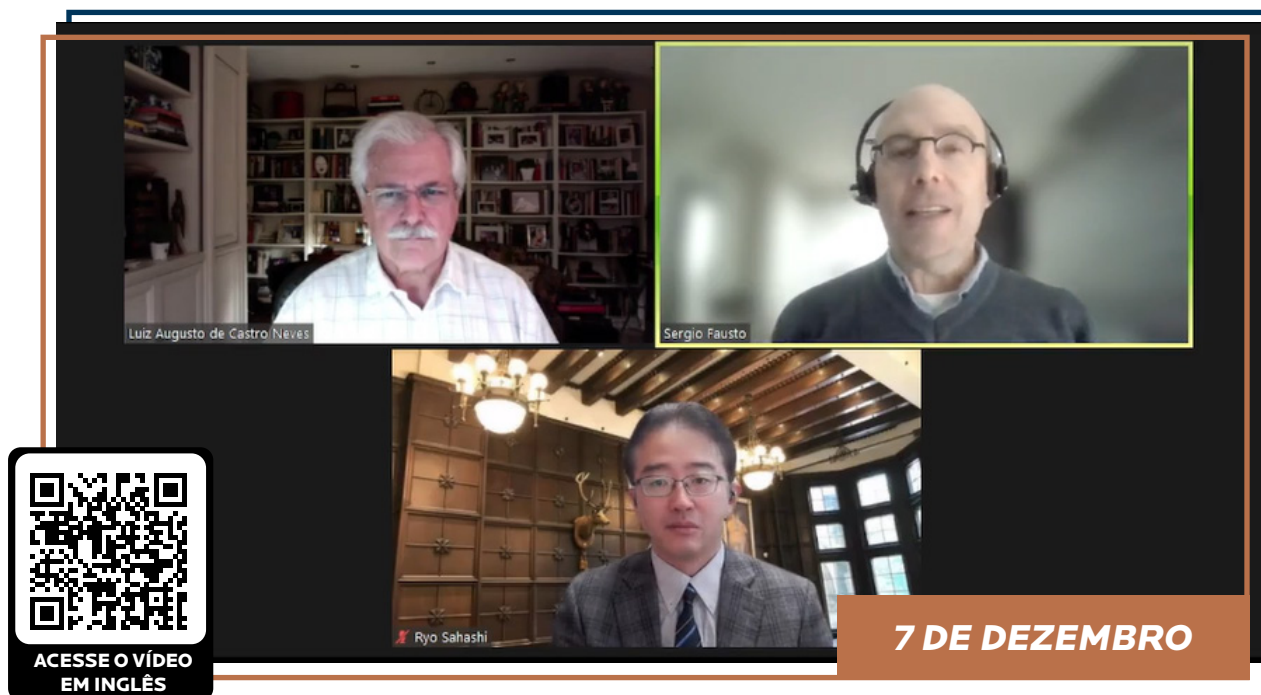 Luiz Augusto de Castro Neves
Sergio Fausto
Ryo Sahashi
7 DE DEZEMBRO
ACESSE O VÍDEO
EM INGLÊS